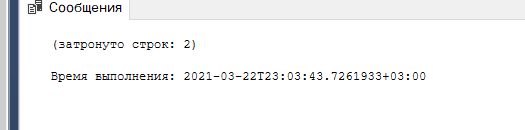 Сообщения
(затронуто строк: 2)
Время выполнения: 2021-03-22T23:03:43.7261933+03:00